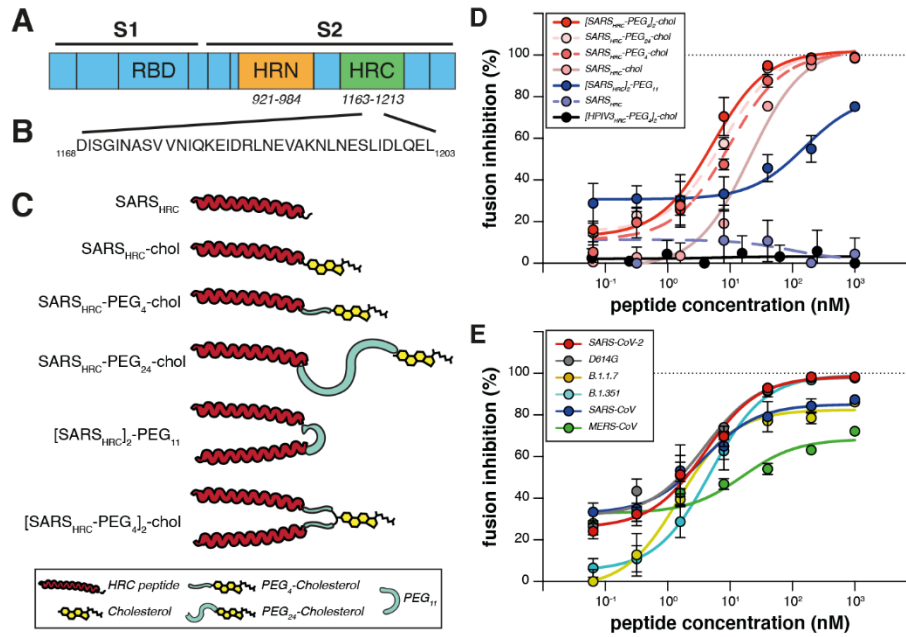 A
S1 S2
RBD HRN HRC
921-984 1163-1213
B
1168DISGINASVVNIQKEIDRLNEVAKNLNESLIDLQEL1203
C
SARSHRC
SARSHRC-chol
SARSHRC-PEG4-chol
SARSHRC-PEG24-chol
[SARSHRC]2-PEG11
[SARSHRC-PEG4]2-chol
HRC peptide
PEG4-Cholesterol
PEG11
Cholesterol
PEG24-Cholesterol
D
[SARSHRC-PEG4]2-chol
SARSHRC-PEG24-chol
SARSHRC-PEG4-chol
SARSHRC-chol
[SARSHRC]2-PEG11
SARSHRC
[HPIV3HRC-PEG4]2-chol
fusion inhibition (%)
100
80
60
40
20
0
10-1 100 101 102 103
peptide concentration (nM)
E
SARS-CoV-2
D614G
B.1.1.7
B.1.351
SARS-CoV
MERS-CoV
fusion inhibition (%)
100
80
60
40
20
0
10-1 100 101 102 103
peptide concentration (nM)